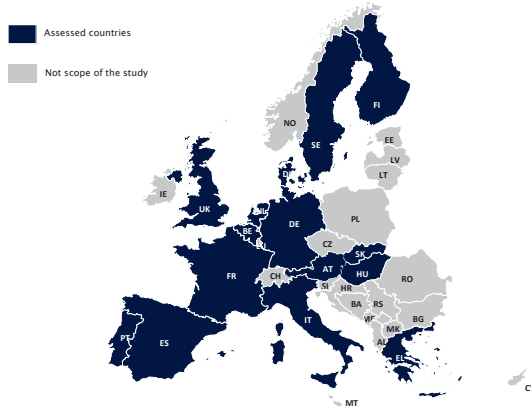 Assessed countries
Not scope of the study
FI
NO
SE
EE
LV
LT
IE
UK
BE
DE
PL
CZ
SK
FR
CH
AT
HU
SI
HR
RO
BA
RS
IT
BG
MK
AL
PT
ES
EL
MT